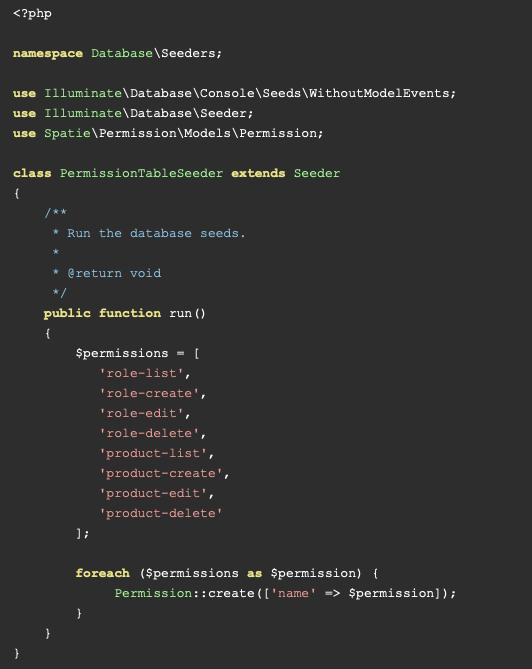 <?php

namespace Database\Seeders;

use Illuminate\Database\Console\Seeds\WithoutModelEvents;
use Illuminate\Database\Seeder;
use Spatie\Permission\Models\Permission;

class PermissionTableSeeder extends Seeder
{
    /**
     * Run the database seeds.
     *
     * @return void
     */
    public function run()
    {
        $permissions = [
           'role-list',
           'role-create',
           'role-edit',
           'role-delete',
           'product-list',
           'product-create',
           'product-edit',
           'product-delete'
        ];

        foreach ($permissions as $permission) {
             Permission::create(['name' => $permission]);
        }
    }
}